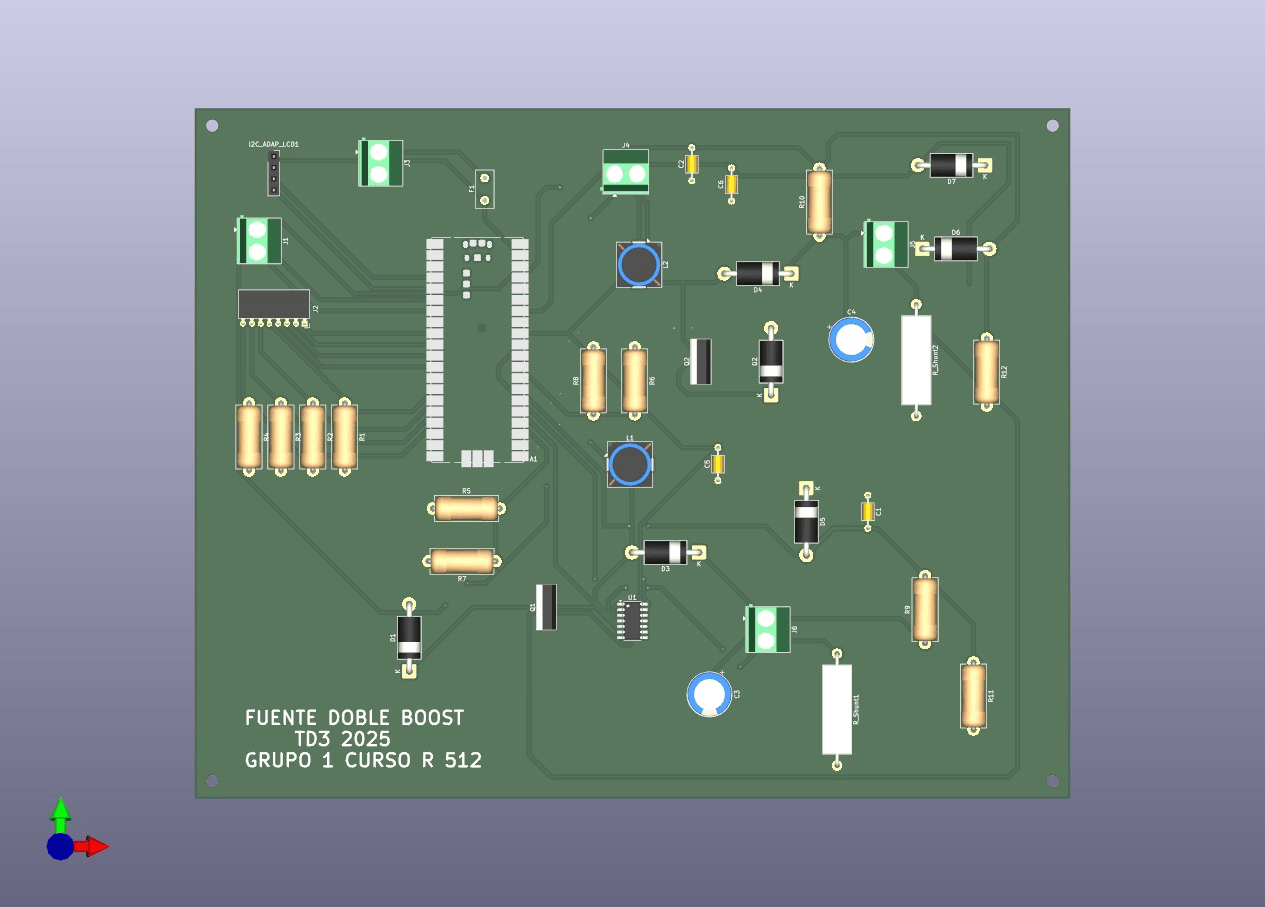 I2C_ADAP_LCD1
J3
F1
J4
C2
C6
R10
D7
K
J1
J5
K
D6
L2
D4
K
J2
C4
+
R8
R6
Q2
D2
K
R_Shunt2
R12
R4
R3
R2
R1
A1
L1
C5
R5
K
D5
C1
R7
D3
K
D1
K
Q1
U1
J6
R9
C3
+
R_Shunt1
R11
FUENTE DOBLE BOOST
TD3 2025
GRUPO 1 CURSO R 512